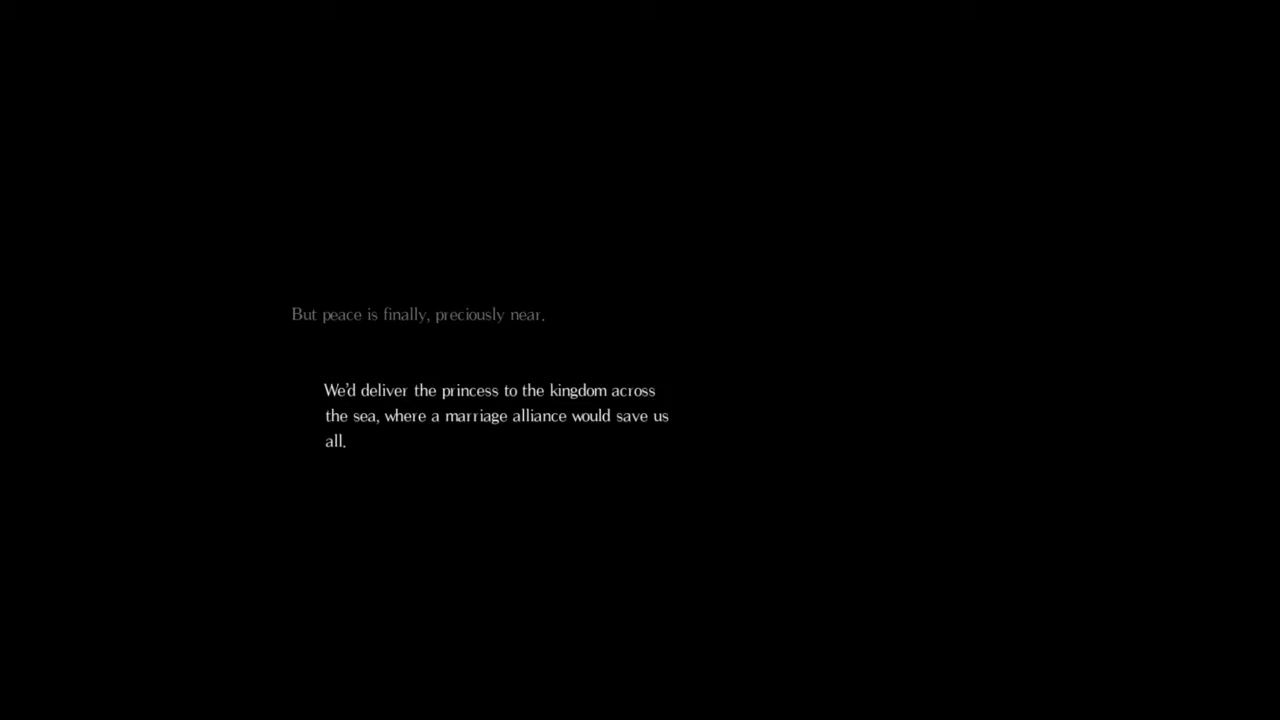 But peace is finally, preciously near.
We'd deliver the princess to the kingdom across
the sea, where a marriage alliance would save us
all.